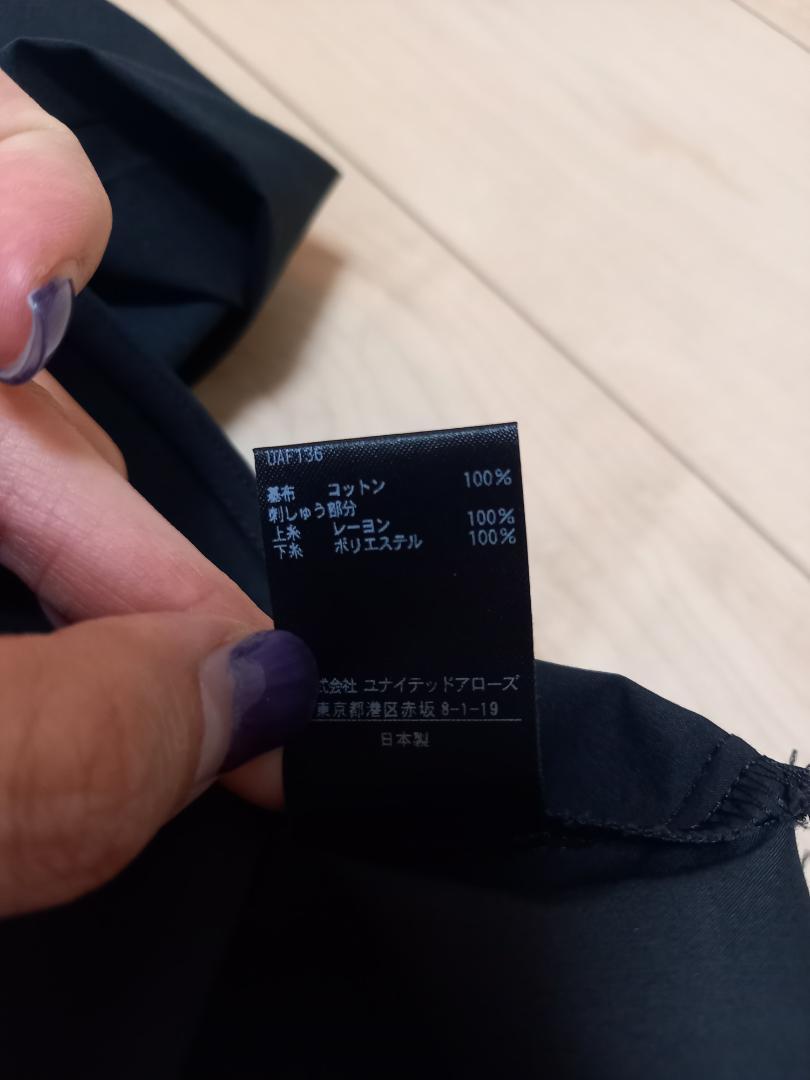 UAF136
基布 コットン 100%
刺しゅう部分
上糸 レーヨン 100%
下糸 ポリエステル 100%
式会社 ユナイテッドアローズ
東京都港区赤坂 8-1-19
日本製